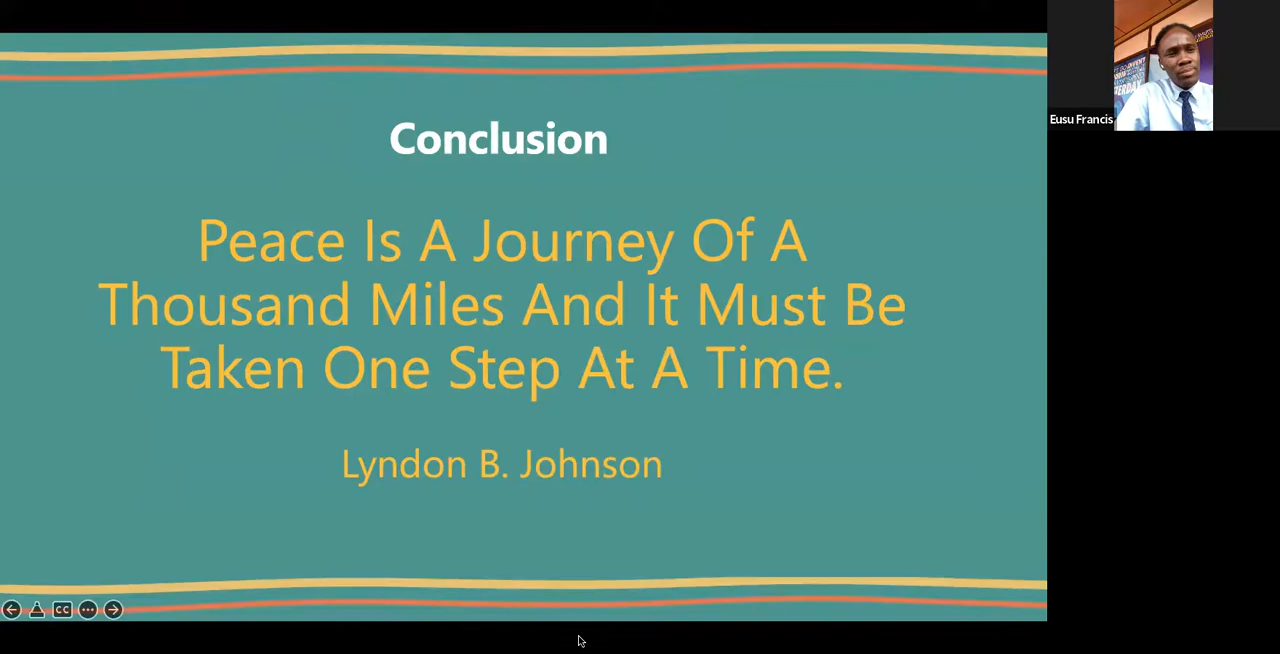 Conclusion
Peace Is A Journey Of A
Thousand Miles And It Must Be
Taken One Step At A Time.
Lyndon B. Johnson
Eusu Francis
CC